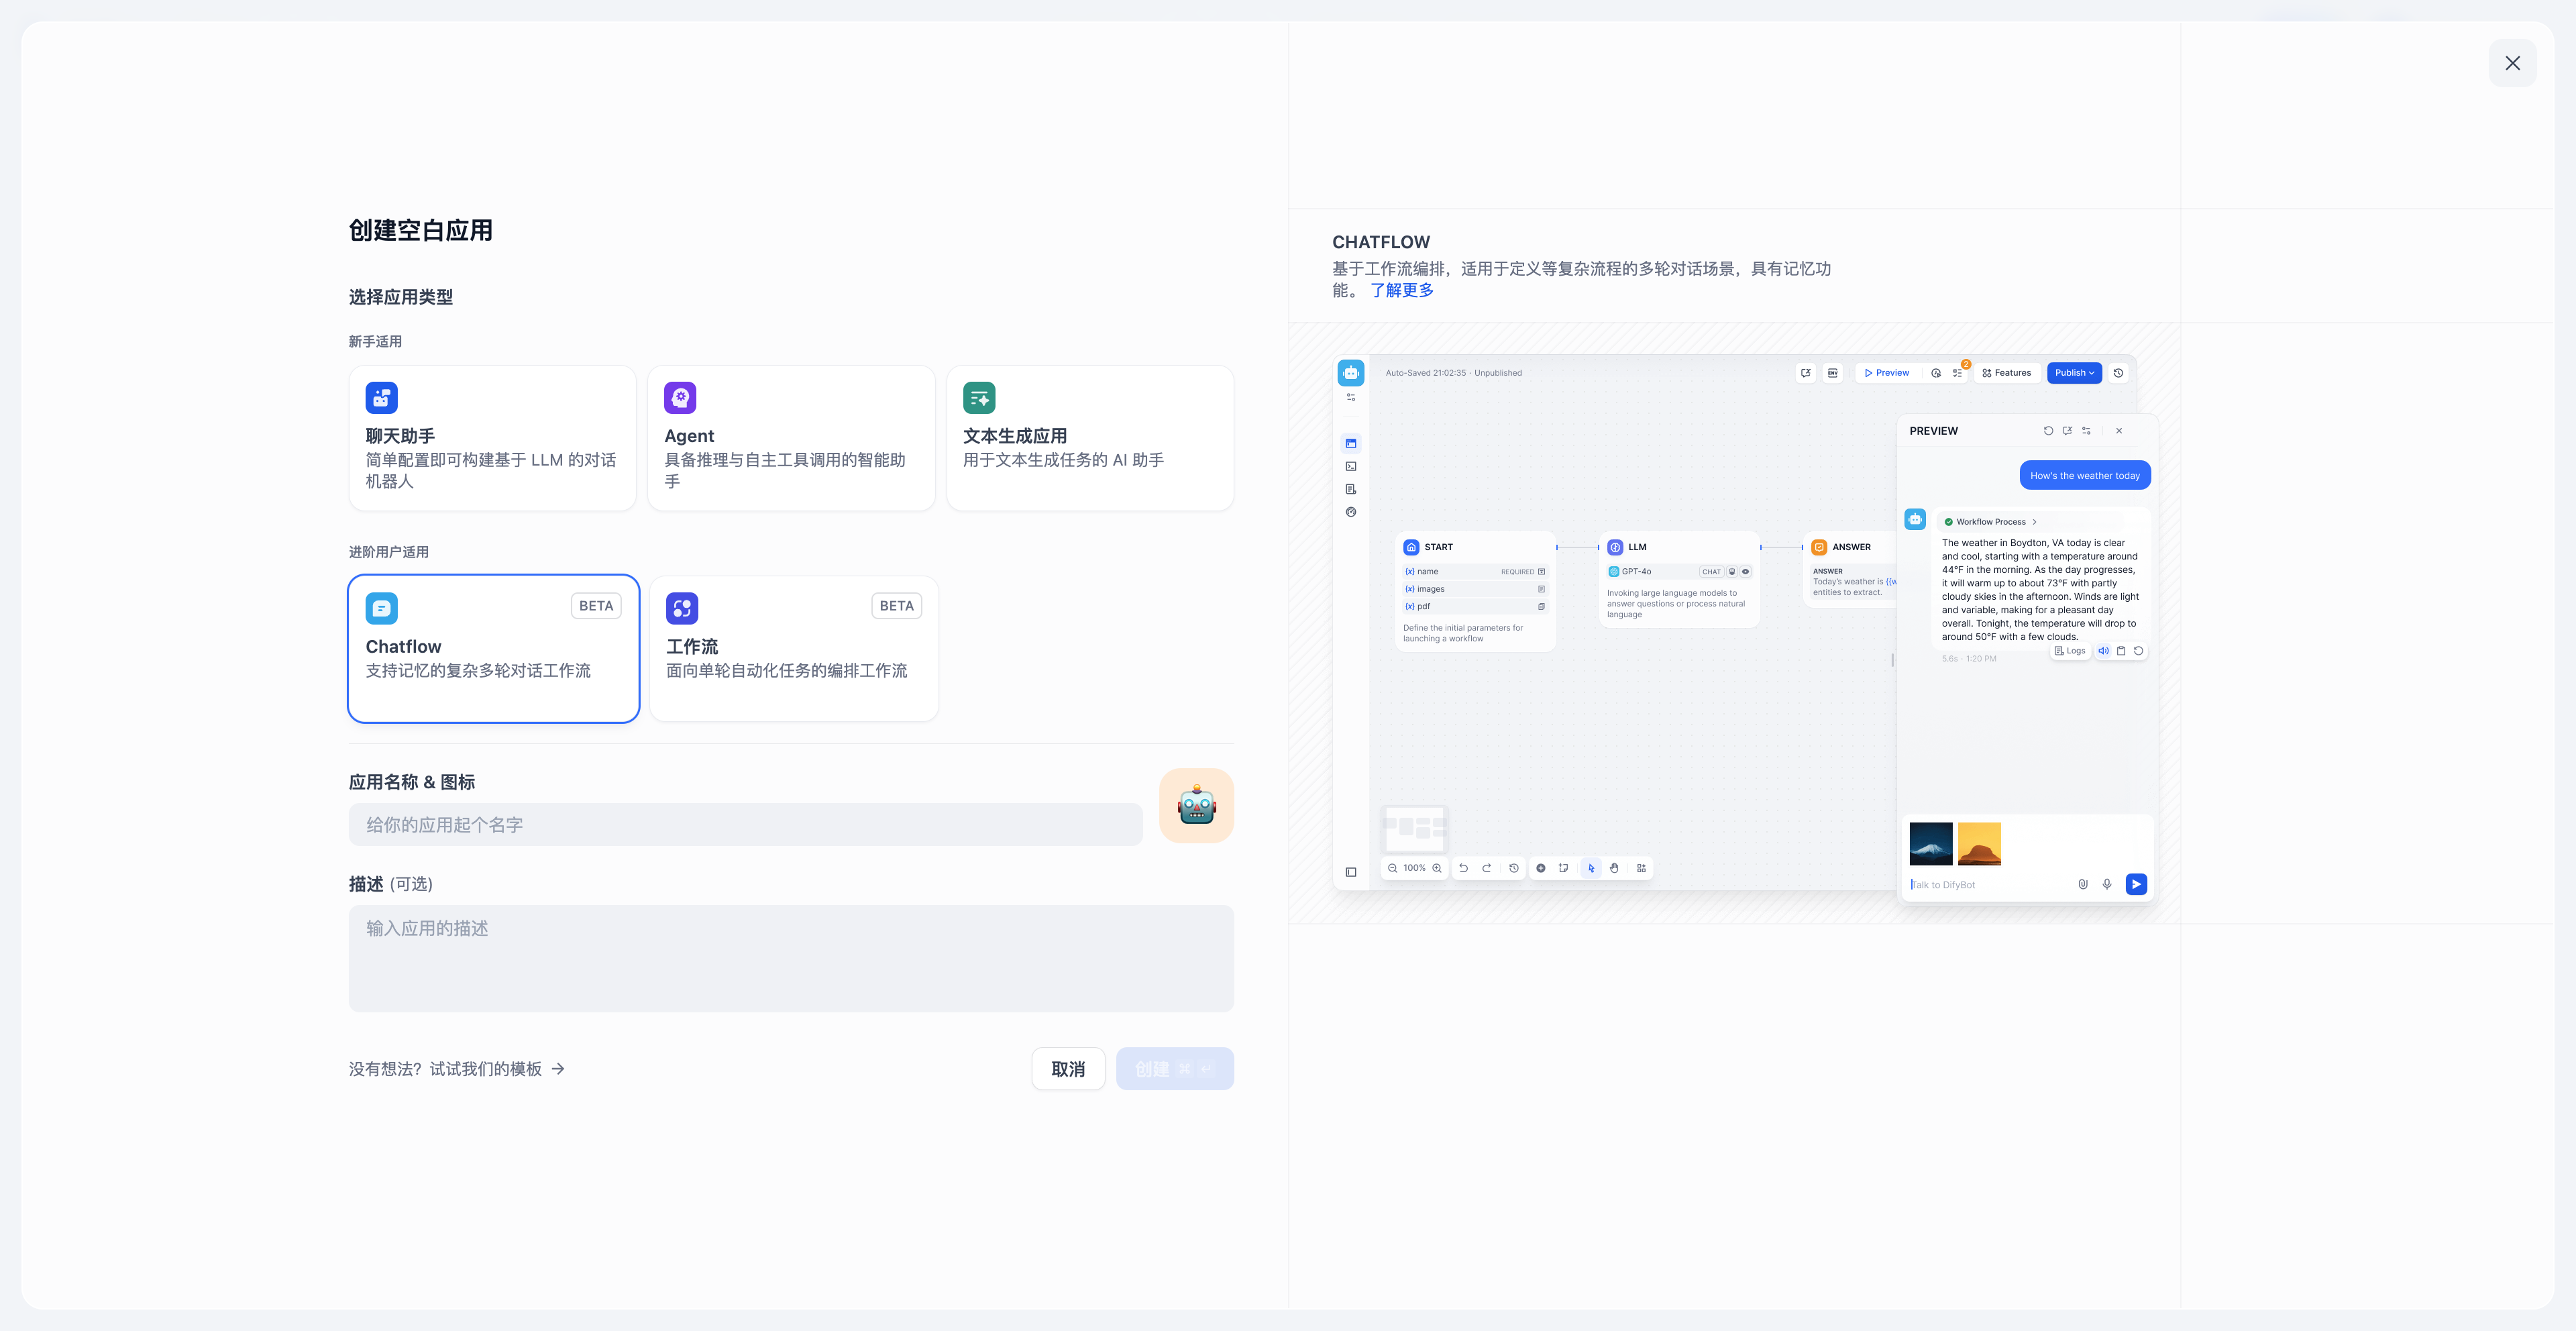 创建空白应用
选择应用类型
新手适用
聊天助手
简单配置即可构建基于 LLM 的对话
机器人
Agent
具备推理与自主工具调用的智能助
手
文本生成应用
用于文本生成任务的 AI 助手
进阶用户适用
BETA
Chatflow
支持记忆的复杂多轮对话工作流
BETA
工作流
面向单轮自动化任务的编排工作流
应用名称 & 图标
给你的应用起个名字
描述 (可选)
输入应用的描述
没有想法？试试我们的模板 →
取消
创建 ⌘ ↵
CHATFLOW
基于工作流编排，适用于定义等复杂流程的多轮对话场景，具有记忆功
能。 了解更多
Auto-Saved 21:02:35 · Unpublished
ENV
Preview
2
Features
Publish
START
{x} name
REQUIRED
{x} images
{x} pdf
Define the initial parameters for
launching a workflow
LLM
GPT-4o
CHAT
Invoking large language models to
answer questions or process natural
language
ANSWER
ANSWER
Today's weather is {{w
entities to extract.
100%
PREVIEW
How's the weather today
Workflow Process
The weather in Boydton, VA today is clear
and cool, starting with a temperature around
44°F in the morning. As the day progresses,
it will warm up to about 73°F with partly
cloudy skies in the afternoon. Winds are light
and variable, making for a pleasant day
overall. Tonight, the temperature will drop to
around 50°F with a few clouds.
Logs
5.6s · 1:20 PM
Talk to DifyBot